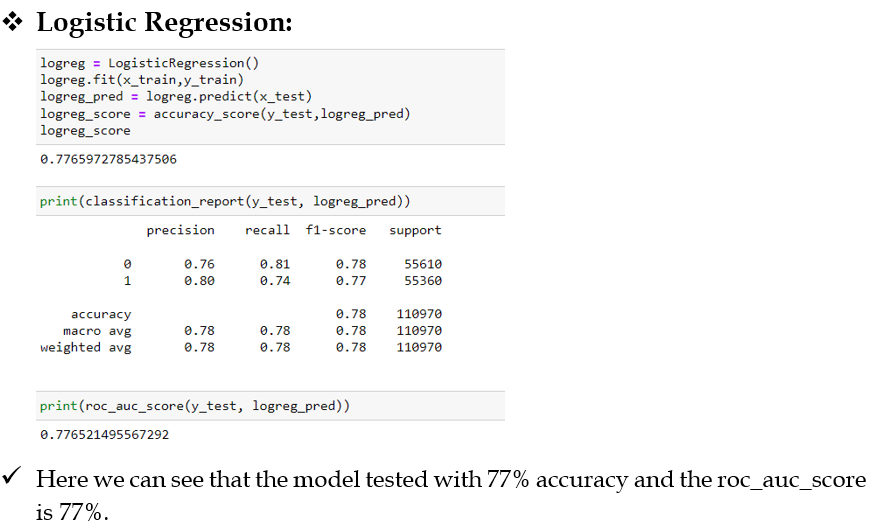 ❖ Logistic Regression:
logreg = LogisticRegression()
logreg.fit(x_train,y_train)
logreg_pred = logreg.predict(x_test)
logreg_score = accuracy_score(y_test,logreg_pred)
logreg_score
0.7765972785437506
print(classification_report(y_test, logreg_pred))
precision recall f1-score support
0 0.76 0.81 0.78 55610
1 0.80 0.74 0.77 55360
accuracy 0.78 110970
macro avg 0.78 0.78 0.78 110970
weighted avg 0.78 0.78 0.78 110970
print(roc_auc_score(y_test, logreg_pred))
0.776521495567292
✓ Here we can see that the model tested with 77% accuracy and the roc_auc_score
is 77%.